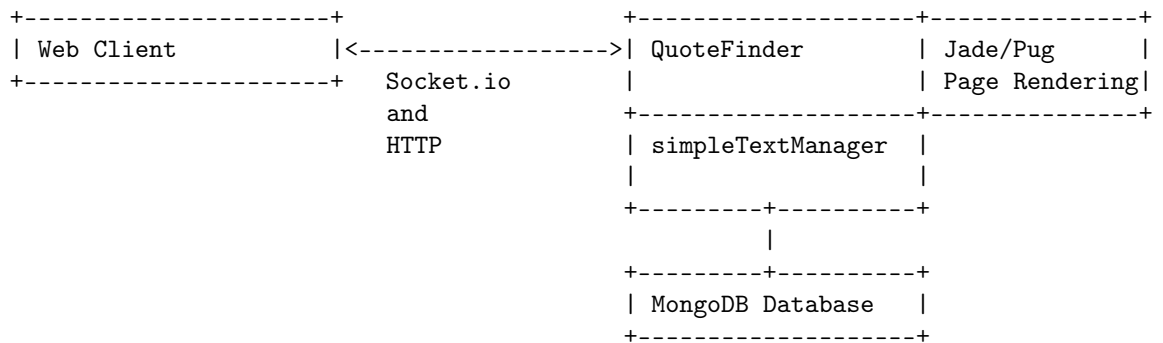 +----------------------+                    +--------------------+---------------+
| Web Client           |<------------------>| QuoteFinder        | Jade/Pug      |
+----------------------+   Socket.io        |                    | Page Rendering|
                           and              +--------------------+---------------+
                           HTTP             | simpleTextManager  |
                                            |                    |
                                            +---------+----------+
                                                      |
                                            +---------+----------+
                                            | MongoDB Database   |
                                            +--------------------+